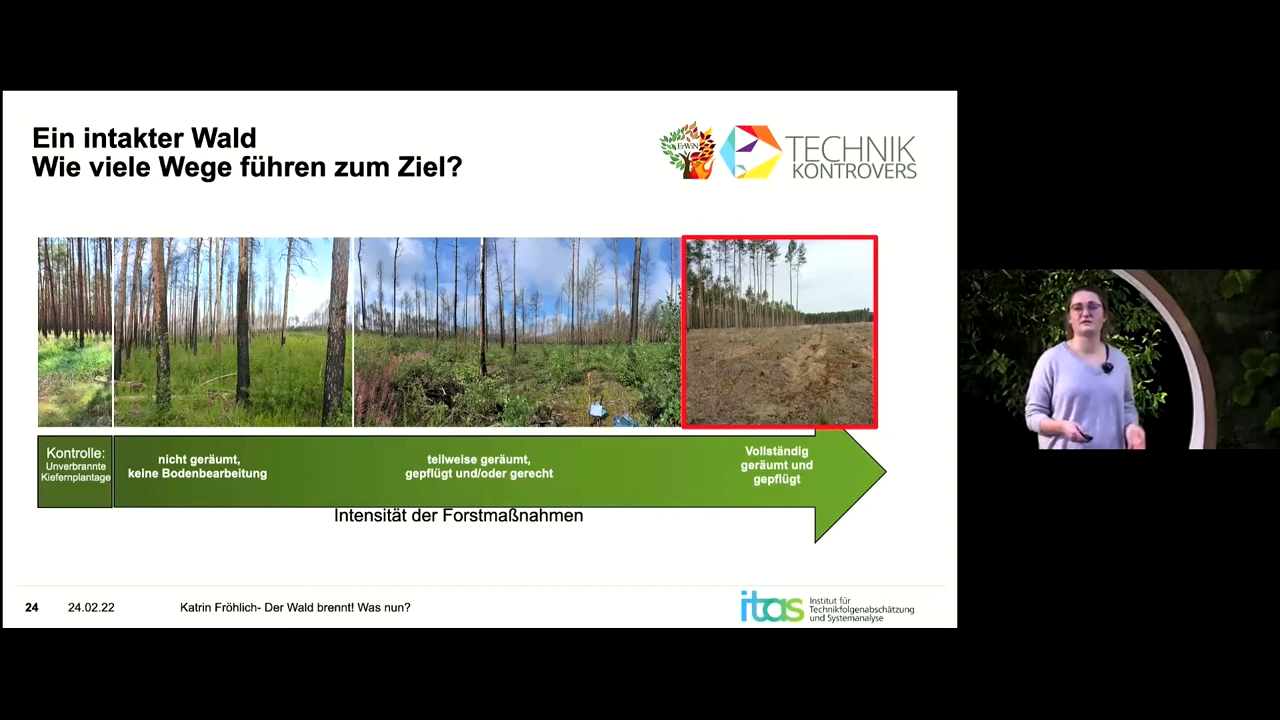 Ein intakter Wald
Wie viele Wege führen zum Ziel?
ErWiN
TECHNIK
KONTROVERS
Kontrolle:
Unverbrannte
Kiefernplantage
nicht geräumt,
keine Bodenbearbeitung
teilweise geräumt,
gepflügt und/oder gerecht
Vollständig
geräumt und
gepflügt
Intensität der Forstmaßnahmen
24
24.02.22
Katrin Fröhlich- Der Wald brennt! Was nun?
itas
Institut für
Technikfolgenabschätzung
und Systemanalyse